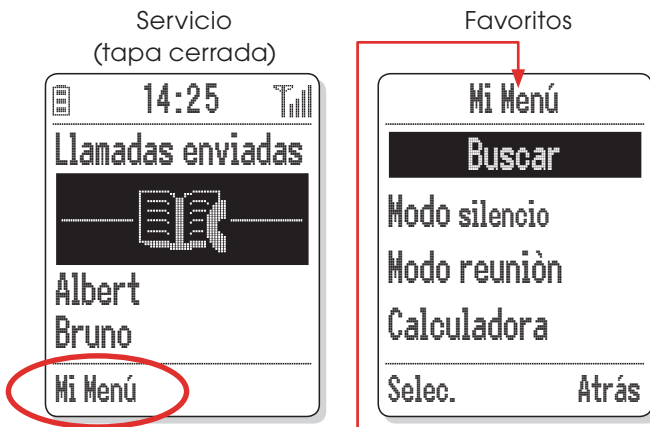 Servicio
(tapa cerrada)
14:25
Llamadas enviadas
Albert
Bruno
Mi Menú
Favoritos
Mi Menú
Buscar
Modo silencio
Modo reuniòn
Calculadora
Selec. Atrás